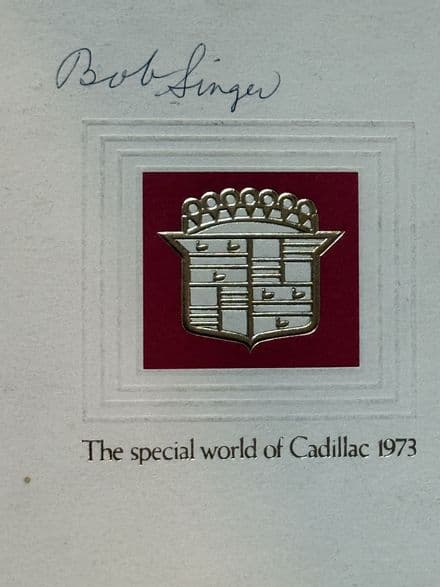 Bob Singer
The special world of Cadillac 1973